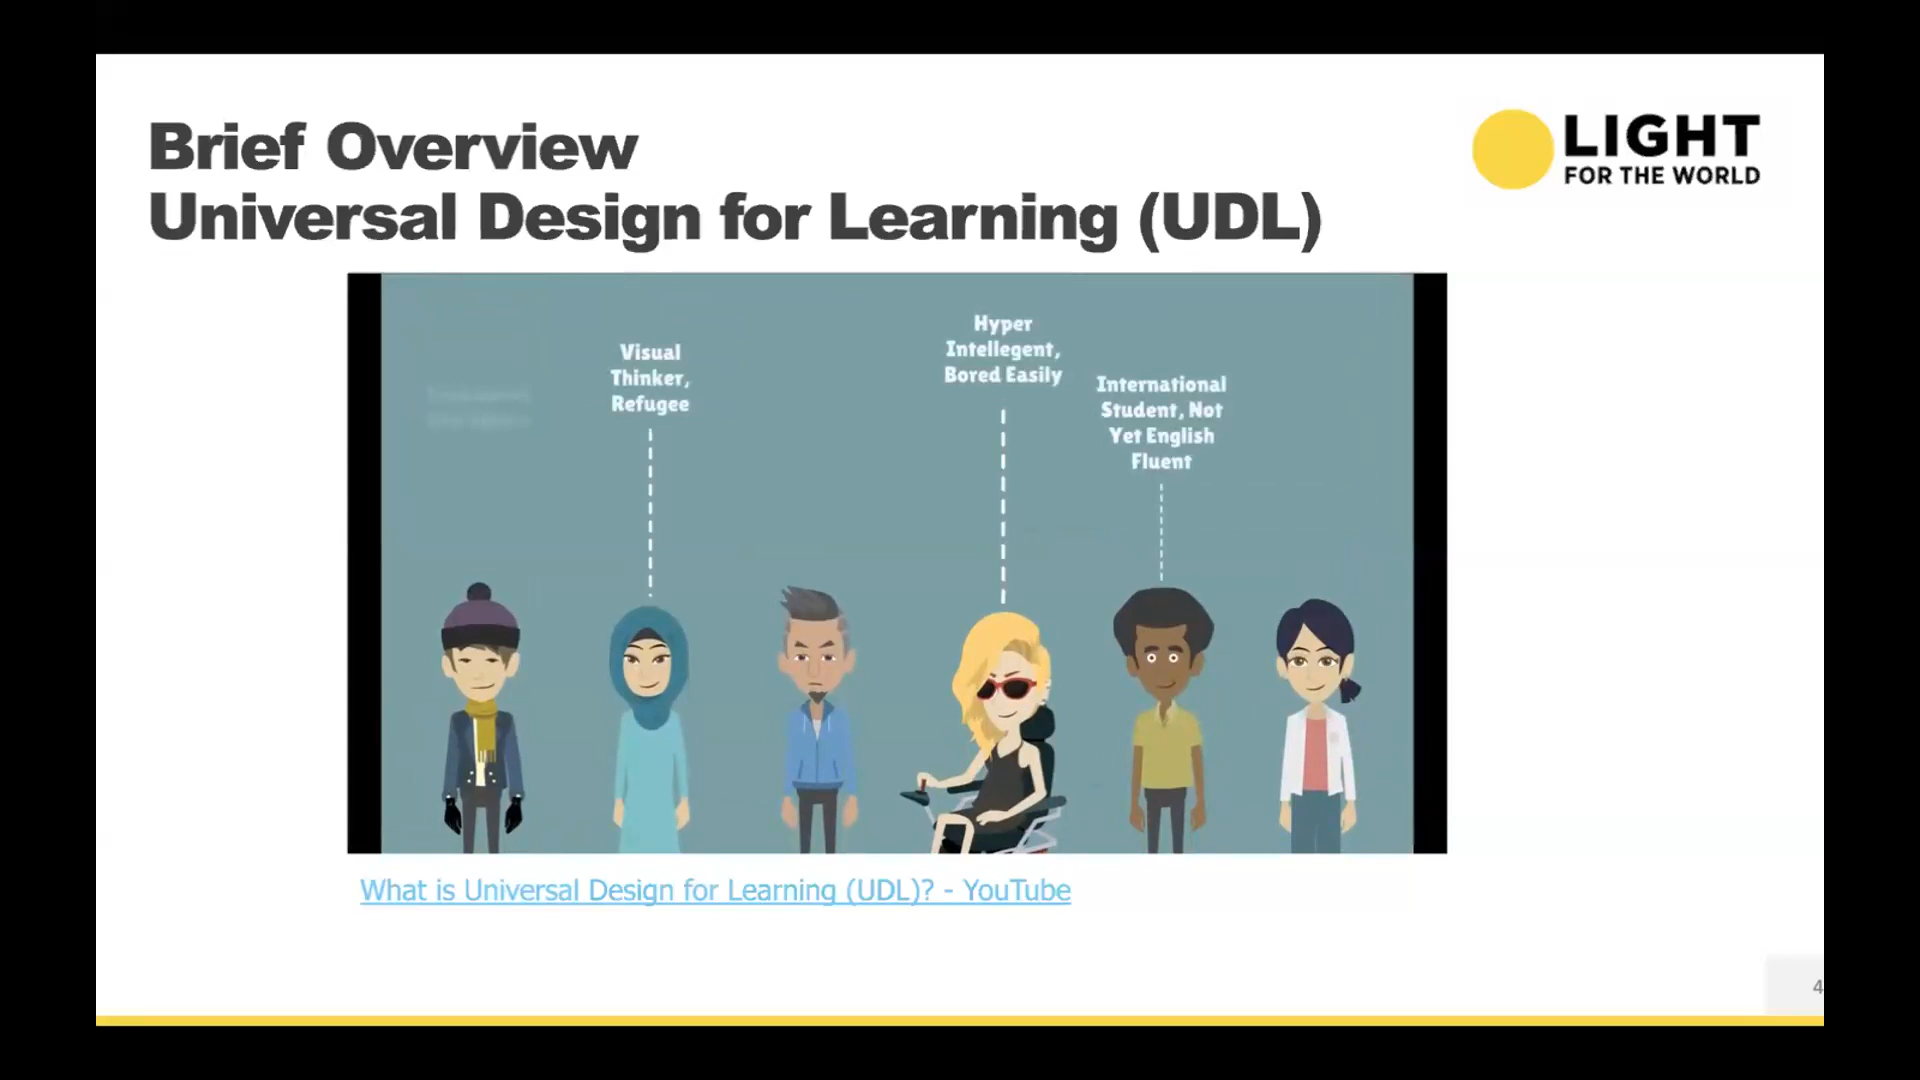 Brief Overview
Universal Design for Learning (UDL)
LIGHT
FOR THE WORLD
Visual
Thinker,
Refugee
Hyper
Intellegent,
Bored Easily
International
Student, Not
Yet English
Fluent
What is Universal Design for Learning (UDL)? - YouTube
4